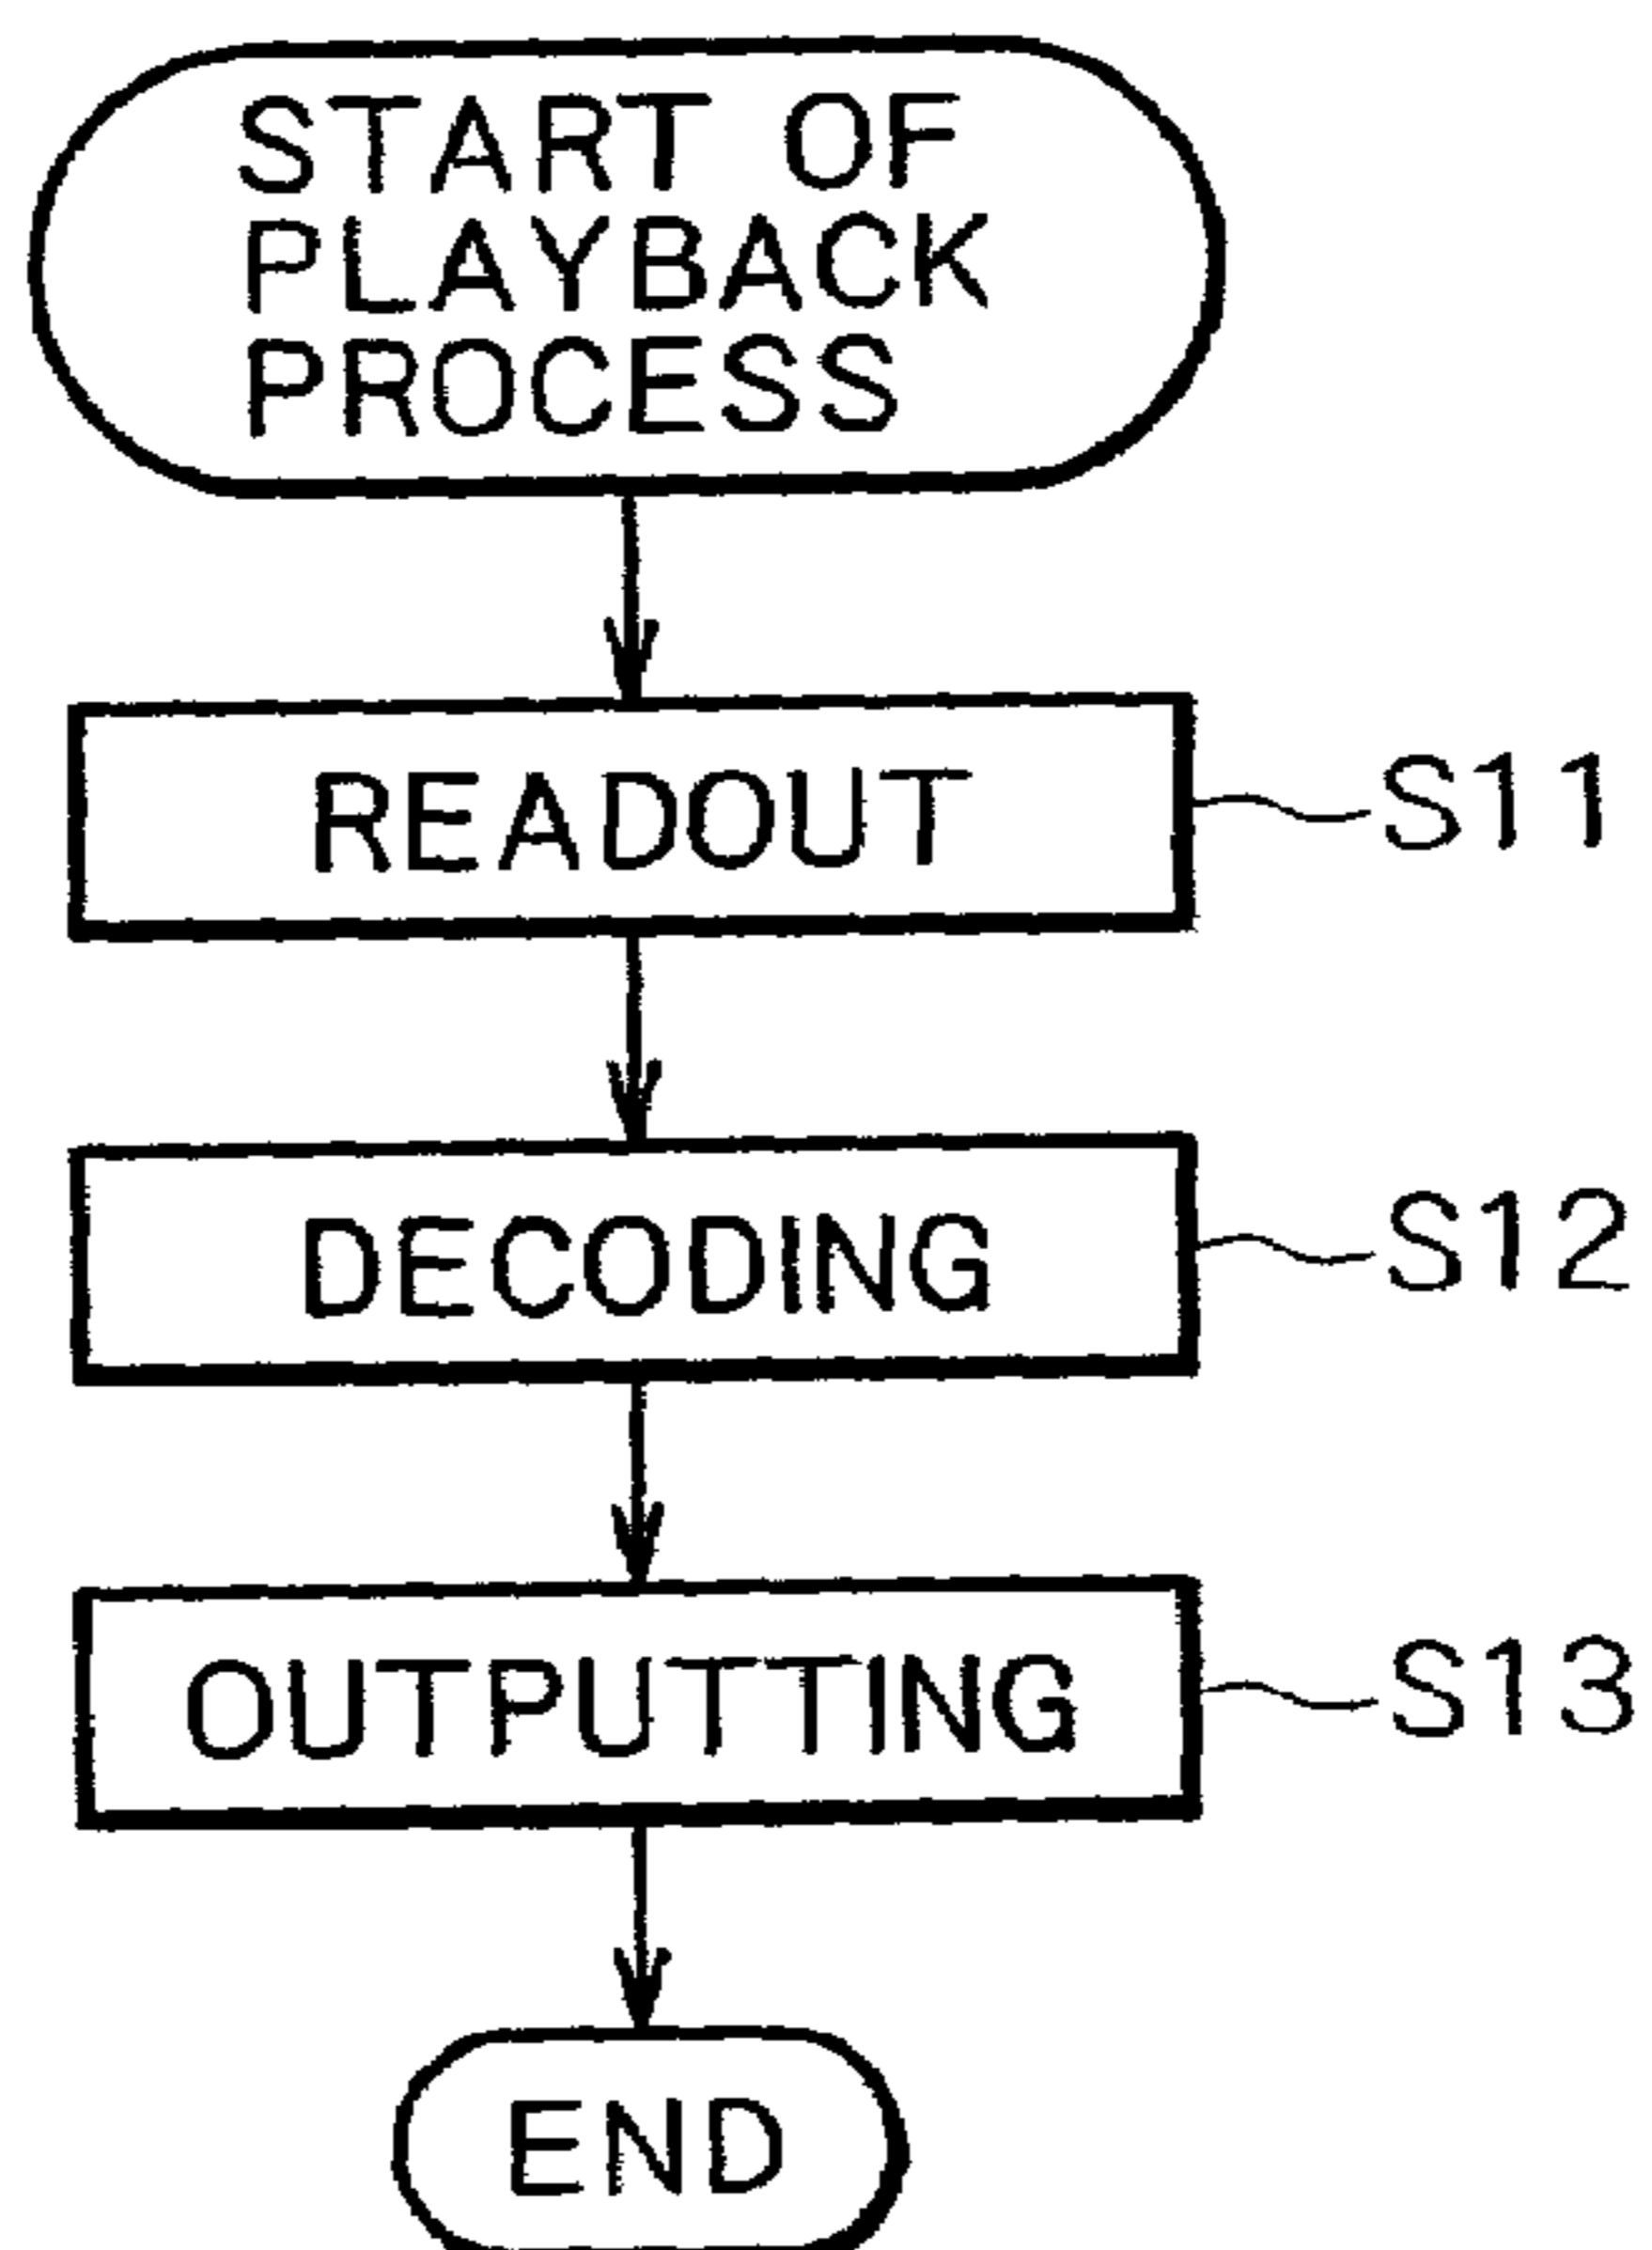 START OF
PLAYBACK
PROCESS
READOUT
S11
DECODING
S12
OUTPUTTING
S13
END